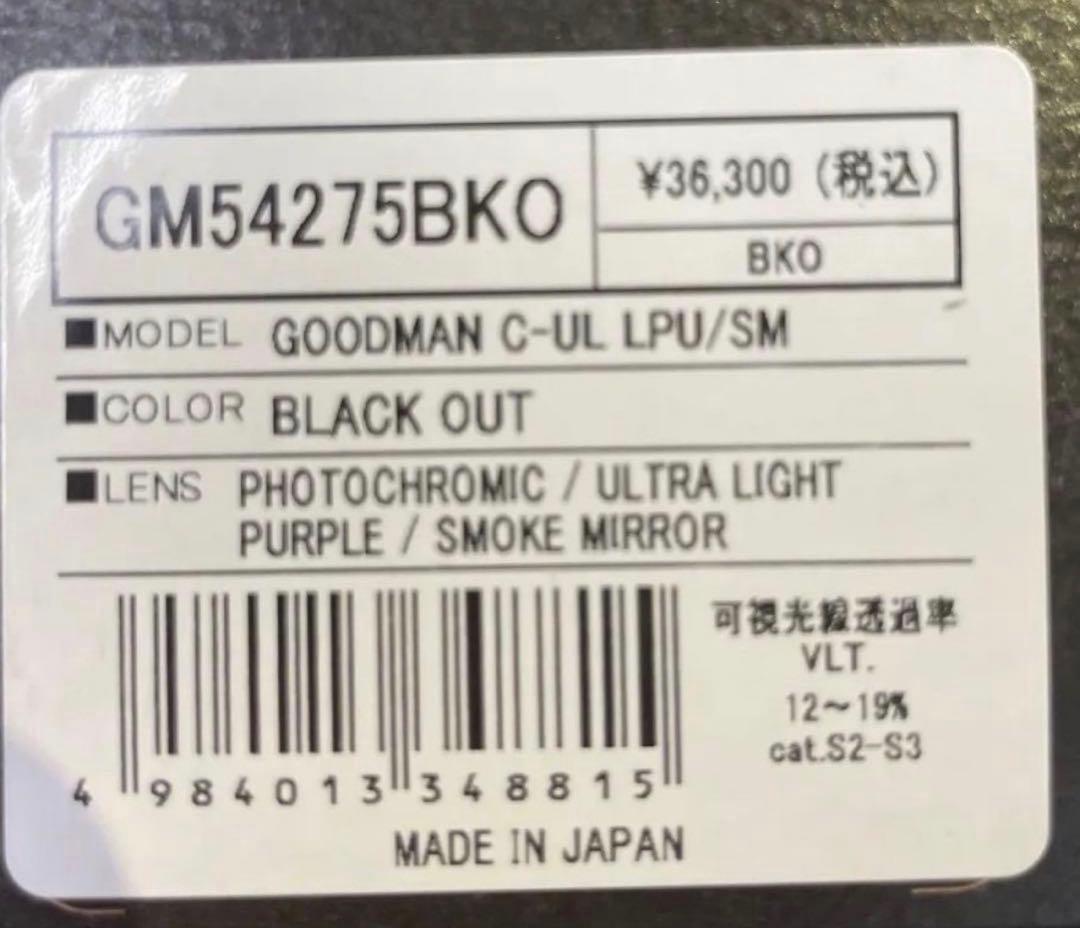 GM54275BKO
¥36,300 (税込)
BKO
■MODEL GOODMAN C-UL LPU/SM
■COLOR BLACK OUT
■LENS PHOTOCHROMIC / ULTRA LIGHT
PURPLE / SMOKE MIRROR
可視光線透過率
VLT.
12～19%
cat.S2-S3
4 984013 348815
MADE IN JAPAN